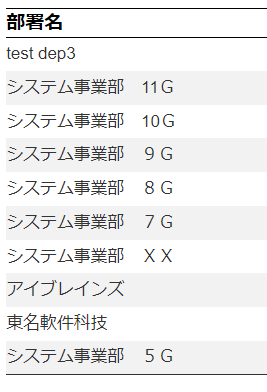 部署名
test dep3
システム事業部　11Ｇ
システム事業部　10Ｇ
システム事業部　９Ｇ
システム事業部　８Ｇ
システム事業部　７Ｇ
システム事業部　ＸＸ
アイブレインズ
東名軟件科技
システム事業部　５Ｇ